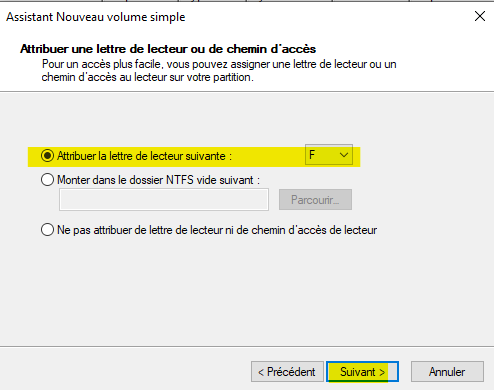 Assistant Nouveau volume simple
Attribuer une lettre de lecteur ou de chemin d'accès
Pour un accès plus facile, vous pouvez assigner une lettre de lecteur ou un
chemin d'accès au lecteur sur votre partition.
Attribuer la lettre de lecteur suivante : F
Monter dans le dossier NTFS vide suivant :
Parcourir...
Ne pas attribuer de lettre de lecteur ni de chemin d'accès de lecteur
< Précédent Suivant > Annuler